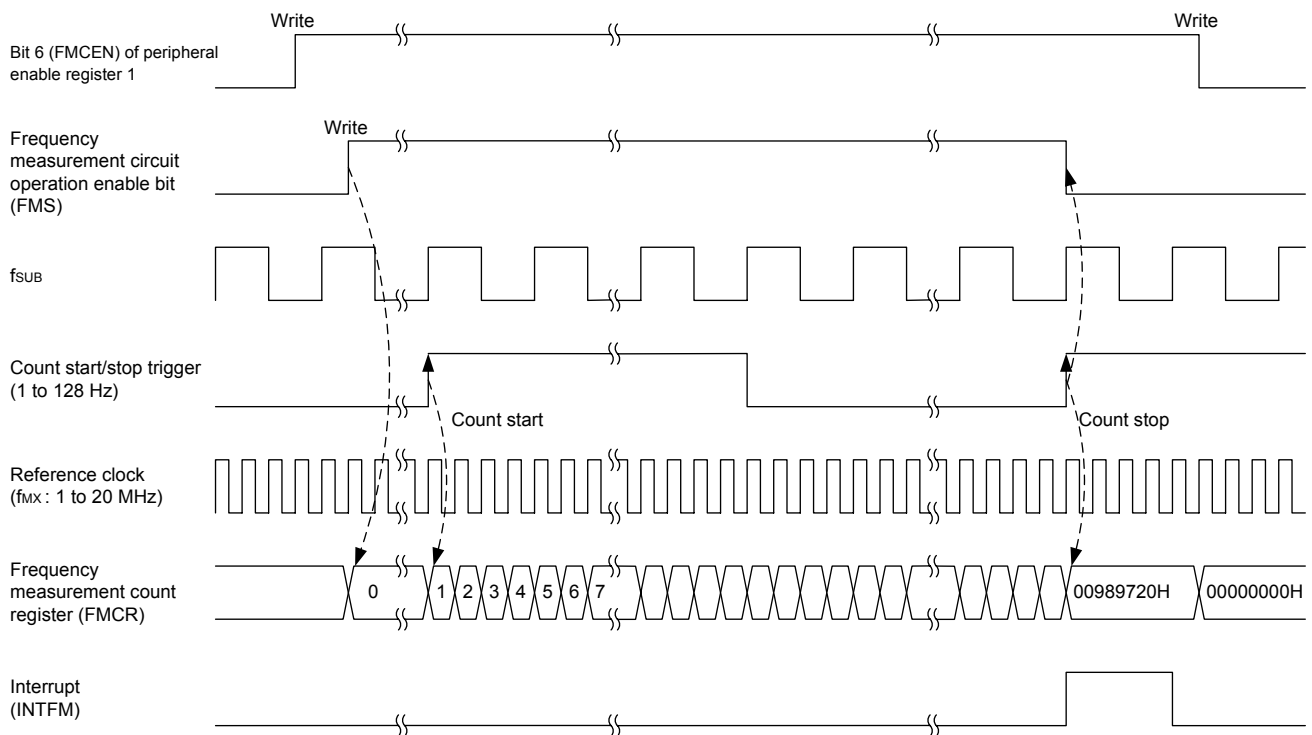 Write
Write
Bit 6 (FMCEN) of peripheral
enable register 1
Write
Frequency
measurement circuit
operation enable bit
(FMS)
fSUB
Count start/stop trigger
(1 to 128 Hz)
Count start
Count stop
Reference clock
(fMX : 1 to 20 MHz)
Frequency
measurement count
register (FMCR)
0 1 2 3 4 5 6 7 00989720H 00000000H
Interrupt
(INTFM)